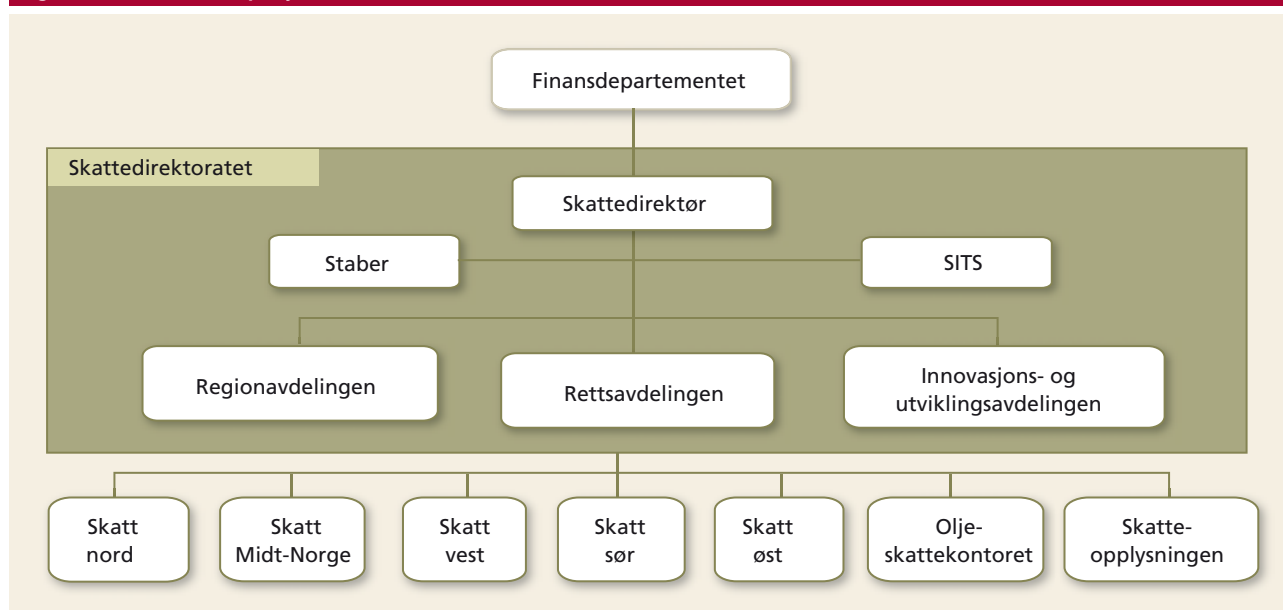 Finansdepartementet
Skattedirektoratet
Skattedirektør
Staber
SITS
Regionavdelingen
Rettsavdelingen
Innovasjons- og
utviklingsavdelingen
Skatt
nord
Skatt
Midt-Norge
Skatt
vest
Skatt
sør
Skatt
øst
Olje-
skattekontoret
Skatte-
opplysningen